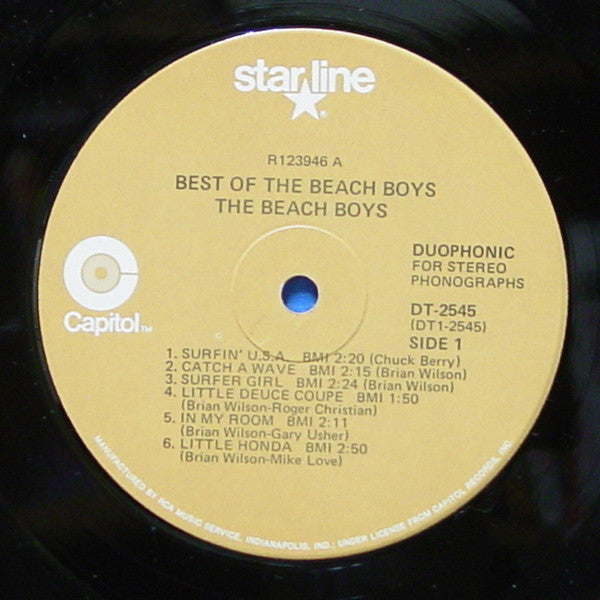 starline
®
R123946 A
BEST OF THE BEACH BOYS
THE BEACH BOYS
Capitol™
DUOPHONIC
FOR STEREO
PHONOGRAPHS
DT-2545
(DT1-2545)
SIDE 1
1. SURFIN' U.S.A. BMI 2:20 (Chuck Berry)
2. CATCH A WAVE BMI 2:15 (Brian Wilson)
3. SURFER GIRL BMI 2:24 (Brian Wilson)
4. LITTLE DEUCE COUPE BMI 1:50
(Brian Wilson-Roger Christian)
5. IN MY ROOM BMI 2:11
(Brian Wilson-Gary Usher)
6. LITTLE HONDA BMI 2:50
(Brian Wilson-Mike Love)
MANUFACTURED BY RCA MUSIC SERVICE, INDIANAPOLIS, IND.; UNDER LICENSE FROM CAPITOL RECORDS, INC.